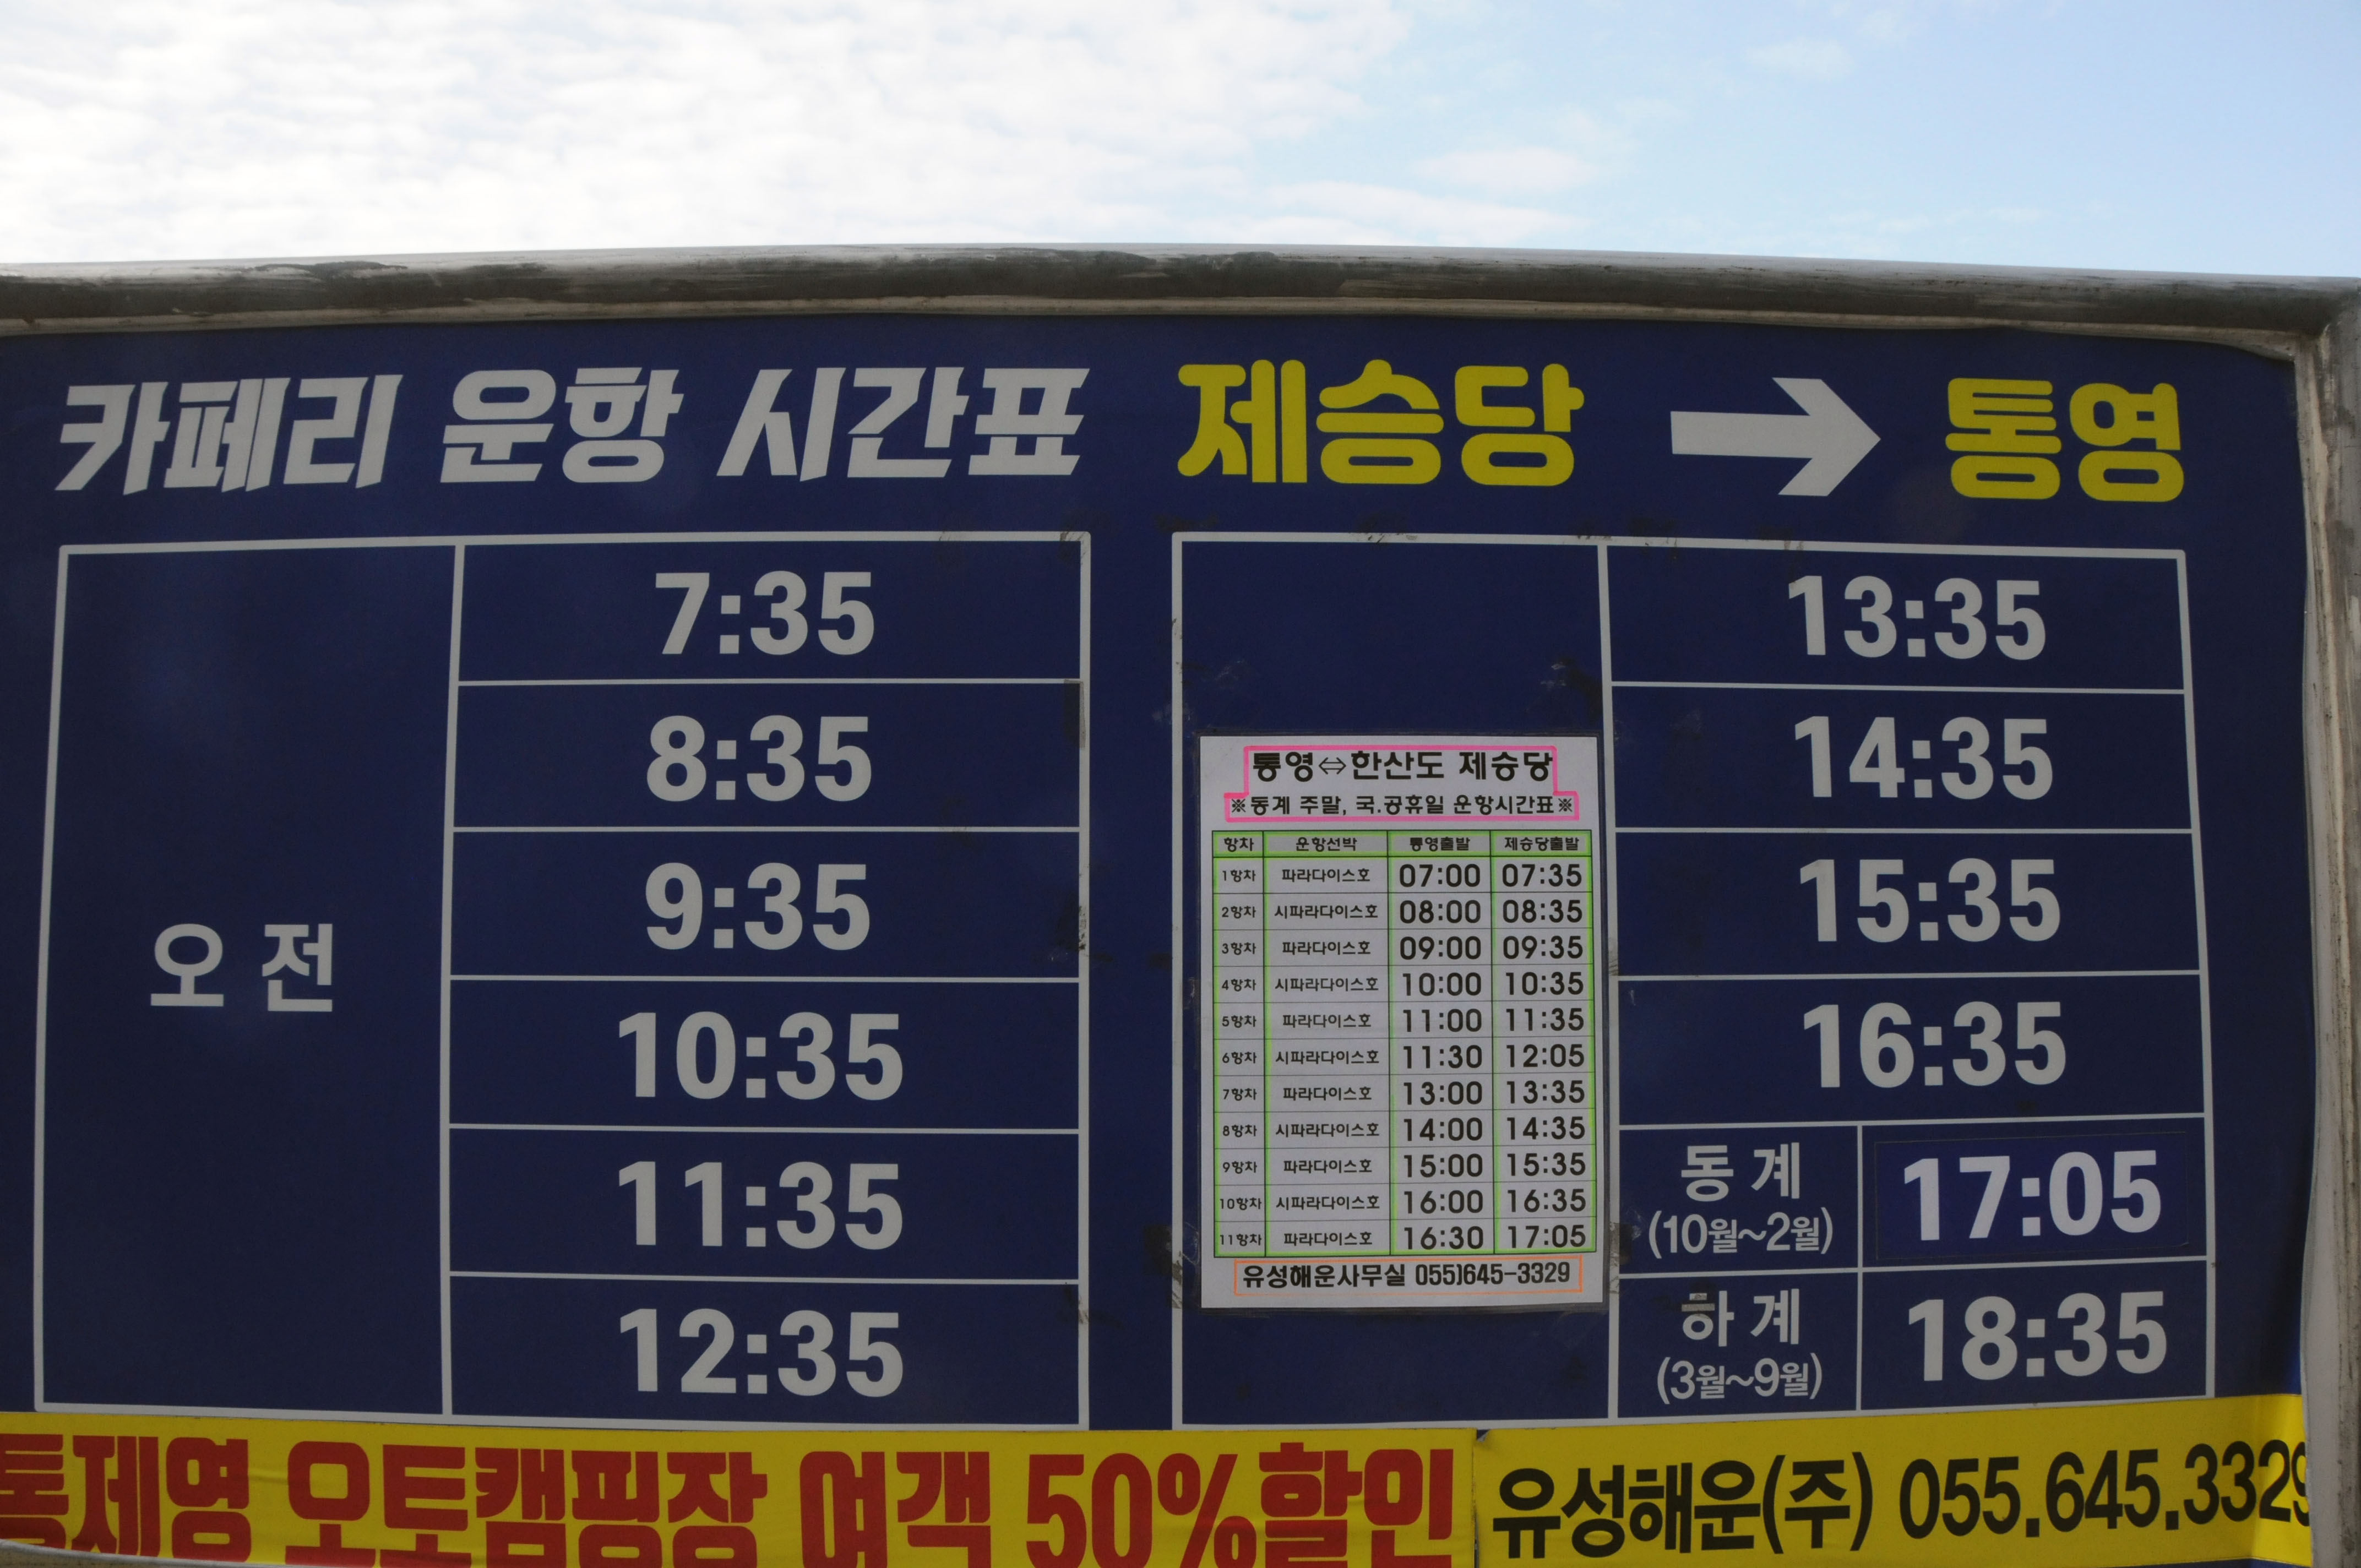 카페리 운항 시간표 제승당 → 통영
오 전
7:35
8:35
9:35
10:35
11:35
12:35
13:35
14:35
15:35
16:35
동 계
(10월~2월)
17:05
하 계
(3월~9월)
18:35
통영⇔한산도 제승당
※동계 주말, 국.공휴일 운항시간표※
항차 운항선박 통영출발 제승당출발
1항차 파라다이스호 07:00 07:35
2항차 시파라다이스호 08:00 08:35
3항차 파라다이스호 09:00 09:35
4항차 시파라다이스호 10:00 10:35
5항차 파라다이스호 11:00 11:35
6항차 시파라다이스호 11:30 12:05
7항차 파라다이스호 13:00 13:35
8항차 시파라다이스호 14:00 14:35
9항차 파라다이스호 15:00 15:35
10항차 시파라다이스호 16:00 16:35
11항차 파라다이스호 16:30 17:05
유성해운사무실 055)645-3329
통제영 오토캠핑장 여객 50%할인
유성해운(주) 055.645.3329